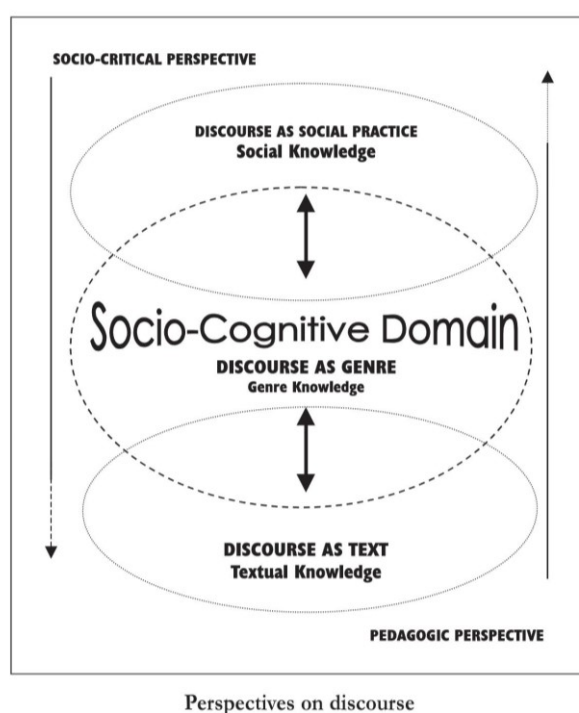 SOCIO-CRITICAL PERSPECTIVE
DISCOURSE AS SOCIAL PRACTICE
Social Knowledge
Socio-Cognitive Domain
DISCOURSE AS GENRE
Genre Knowledge
DISCOURSE AS TEXT
Textual Knowledge
PEDAGOGIC PERSPECTIVE
Perspectives on discourse